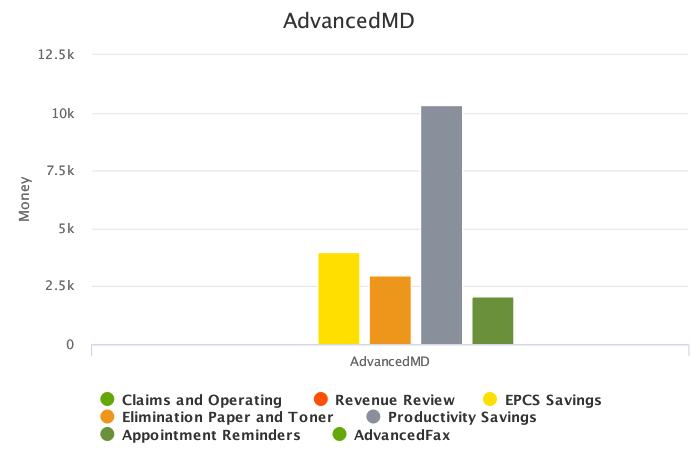 AdvancedMD
12.5k
10k
7.5k
5k
2.5k
0
Money
AdvancedMD
Claims and Operating Revenue Review EPCS Savings
Elimination Paper and Toner Productivity Savings
Appointment Reminders AdvancedFax